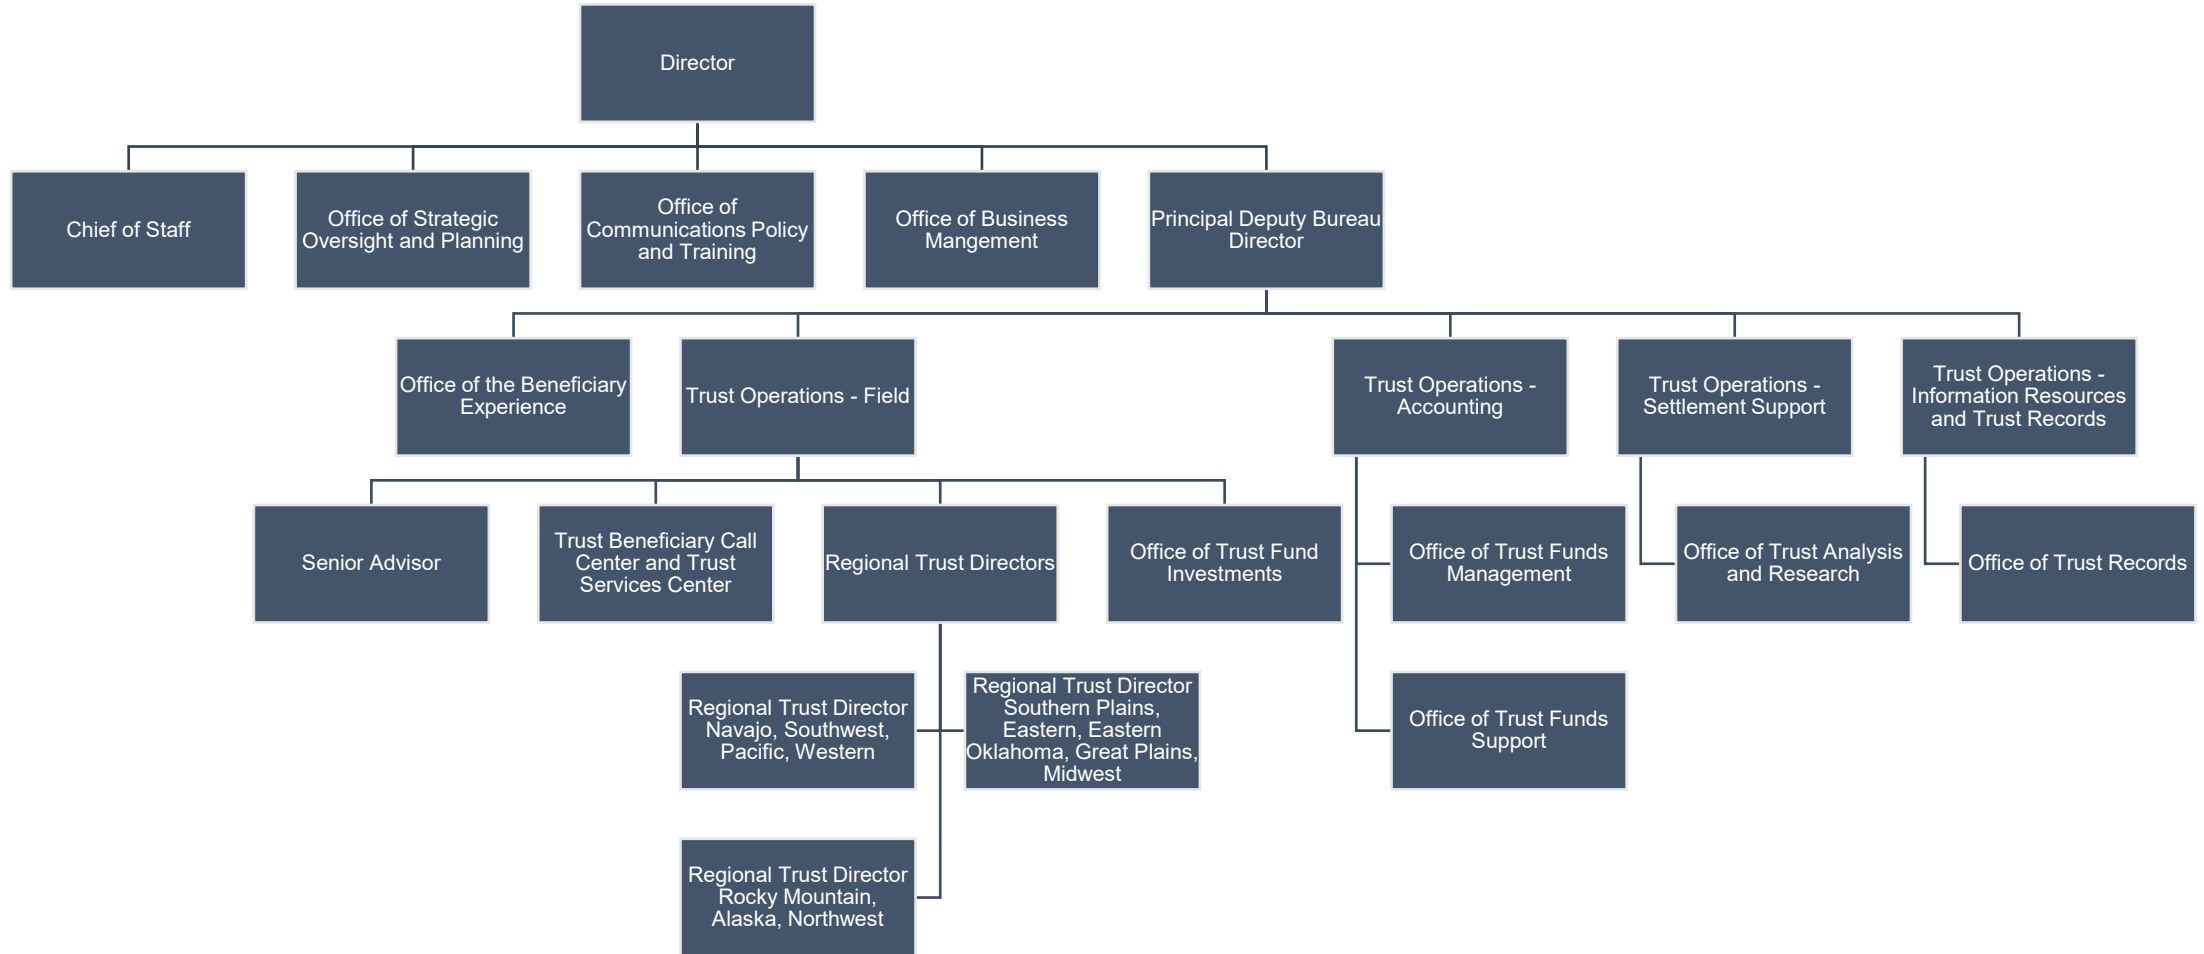 Director
Chief of Staff
Office of Strategic
Oversight and Planning
Office of
Communications Policy
and Training
Office of Business
Mangement
Principal Deputy Bureau
Director
Office of the Beneficiary
Experience
Trust Operations - Field
Trust Operations -
Accounting
Trust Operations -
Settlement Support
Trust Operations -
Information Resources
and Trust Records
Senior Advisor
Trust Beneficiary Call
Center and Trust
Services Center
Regional Trust Directors
Office of Trust Fund
Investments
Office of Trust Funds
Management
Office of Trust Analysis
and Research
Office of Trust Records
Regional Trust Director
Navajo, Southwest,
Pacific, Western
Regional Trust Director
Southern Plains,
Eastern, Eastern
Oklahoma, Great Plains,
Midwest
Office of Trust Funds
Support
Regional Trust Director
Rocky Mountain,
Alaska, Northwest